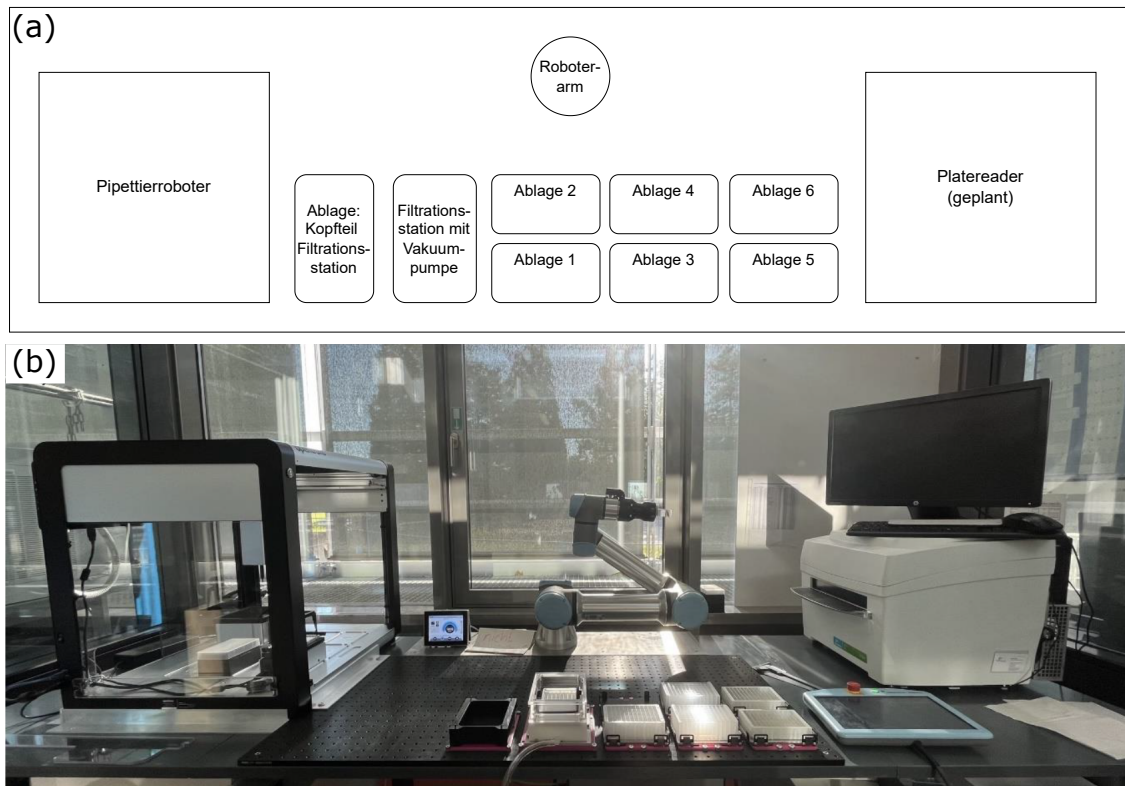 (a)
Roboter-
arm
Pipettierroboter
Ablage:
Kopfteil
Filtrations-
station
Filtrations-
station mit
Vakuum-
pumpe
Ablage 2
Ablage 4
Ablage 6
Ablage 1
Ablage 3
Ablage 5
Platereader
(geplant)
(b)